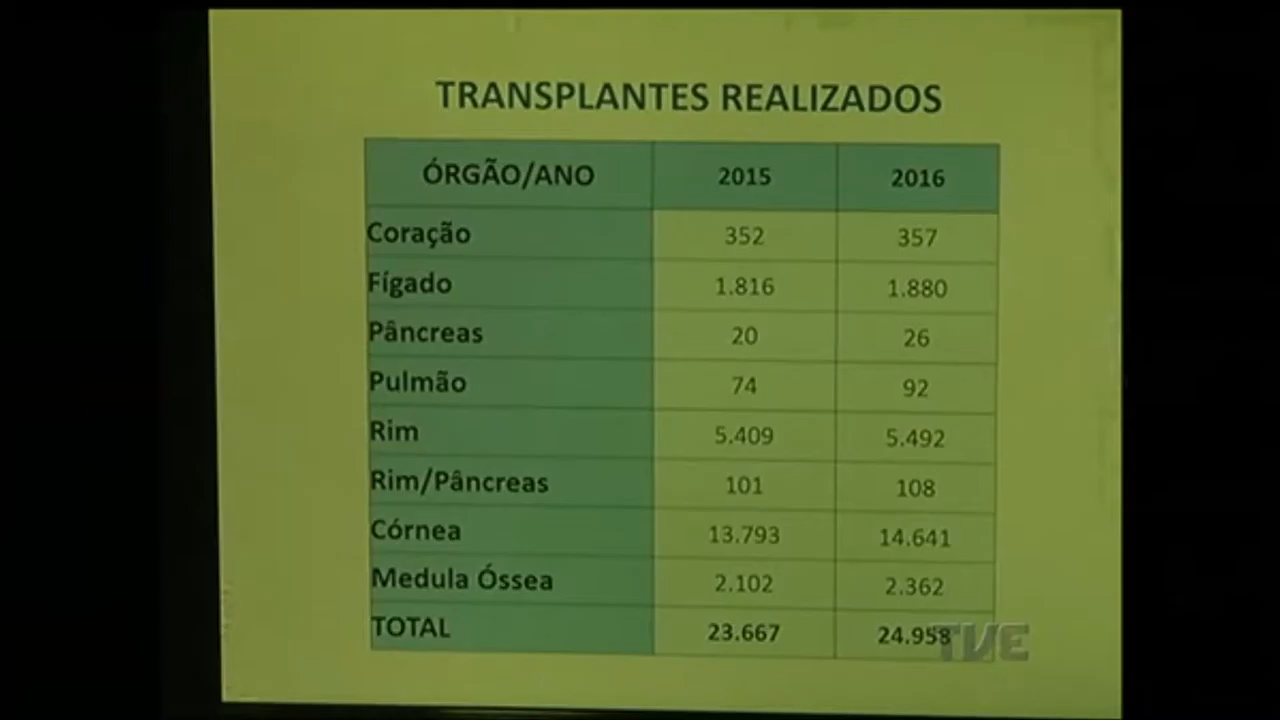 TRANSPLANTES REALIZADOS
ÓRGÃO/ANO 2015 2016
Coração 352 357
Fígado 1.816 1.880
Pâncreas 20 26
Pulmão 74 92
Rim 5.409 5.492
Rim/Pâncreas 101 108
Córnea 13.793 14.641
Medula Óssea 2.102 2.362
TOTAL 23.667 24.958
TVE